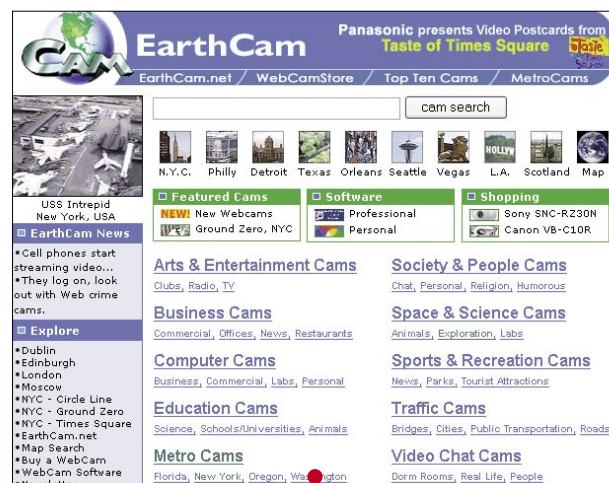 Panasonic presents Video Postcards from
Taste of Times Square
CAM
EarthCam
EarthCam.net / WebCamStore / Top Ten Cams / MetroCams
cam search
HOLLYW
N.Y.C. Philly Detroit Texas Orleans Seattle Vegas L.A. Scotland Map
USS Intrepid
New York, USA
EarthCam News
•Cell phones start
streaming video...
•They log on, look
out with Web crime
cams.
Explore
•Dublin
•Edinburgh
•London
•Moscow
•NYC - Circle Line
•NYC - Ground Zero
•NYC - Times Square
•EarthCam.net
•Map Search
•Buy a WebCam
•WebCam Software
Featured Cams
NEW! New Webcams
Ground Zero, NYC
Software
Professional
Personal
Shopping
Sony SNC-RZ30N
Canon VB-C10R
Arts & Entertainment Cams
Clubs, Radio, TV
Business Cams
Commercial, Offices, News, Restaurants
Computer Cams
Business, Commercial, Labs, Personal
Education Cams
Science, Schools/Universities, Animals
Metro Cams
Florida, New York, Oregon, Washington
Society & People Cams
Chat, Personal, Religion, Humorous
Space & Science Cams
Animals, Exploration, Labs
Sports & Recreation Cams
News, Parks, Tourist Attractions
Traffic Cams
Bridges, Cities, Public Transportation, Roads
Video Chat Cams
Dorm Rooms, Real Life, People